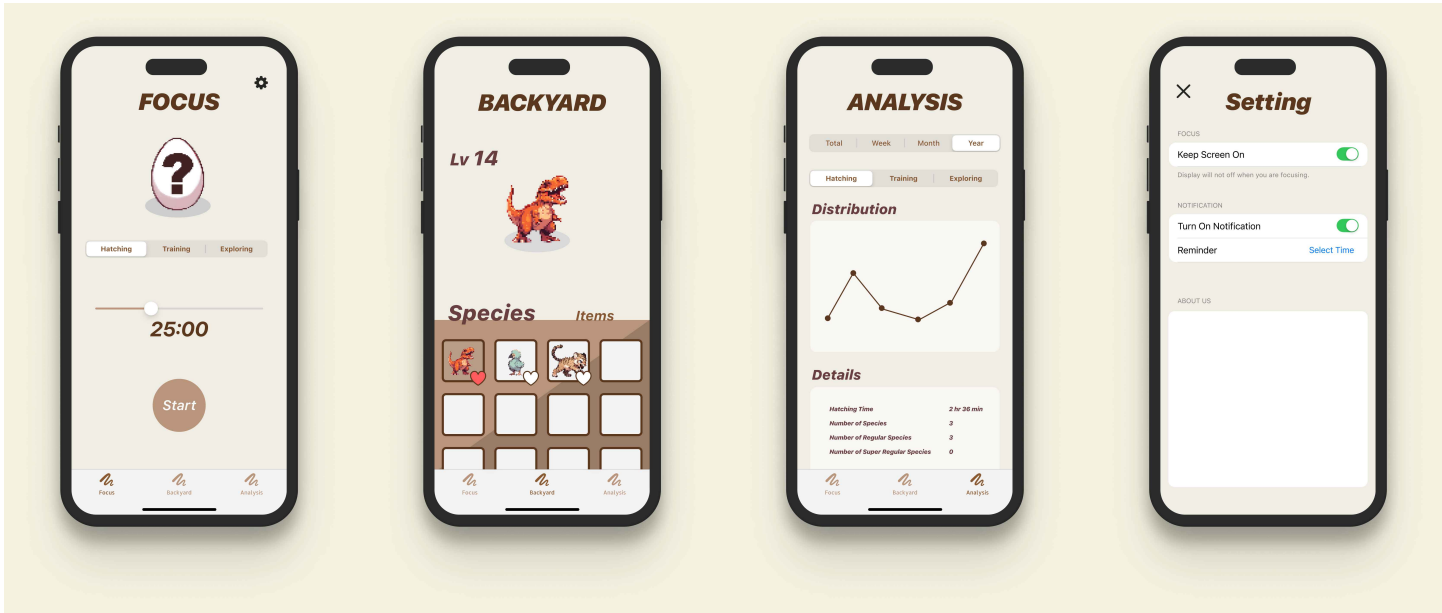 FOCUS
?
Hatching Training Exploring
25:00
Start
Focus Backyard Analysis
BACKYARD
Lv 14
Species Items
Focus Backyard Analysis
ANALYSIS
Total Week Month Year
Hatching Training Exploring
Distribution
Details
Hatching Time 2 hr 36 min
Number of Species 3
Number of Regular Species 3
Number of Super Regular Species 0
Focus Backyard Analysis
Setting
FOCUS
Keep Screen On
Display will not off when you are focusing.
NOTIFICATION
Turn On Notification
Reminder Select Time
ABOUT US